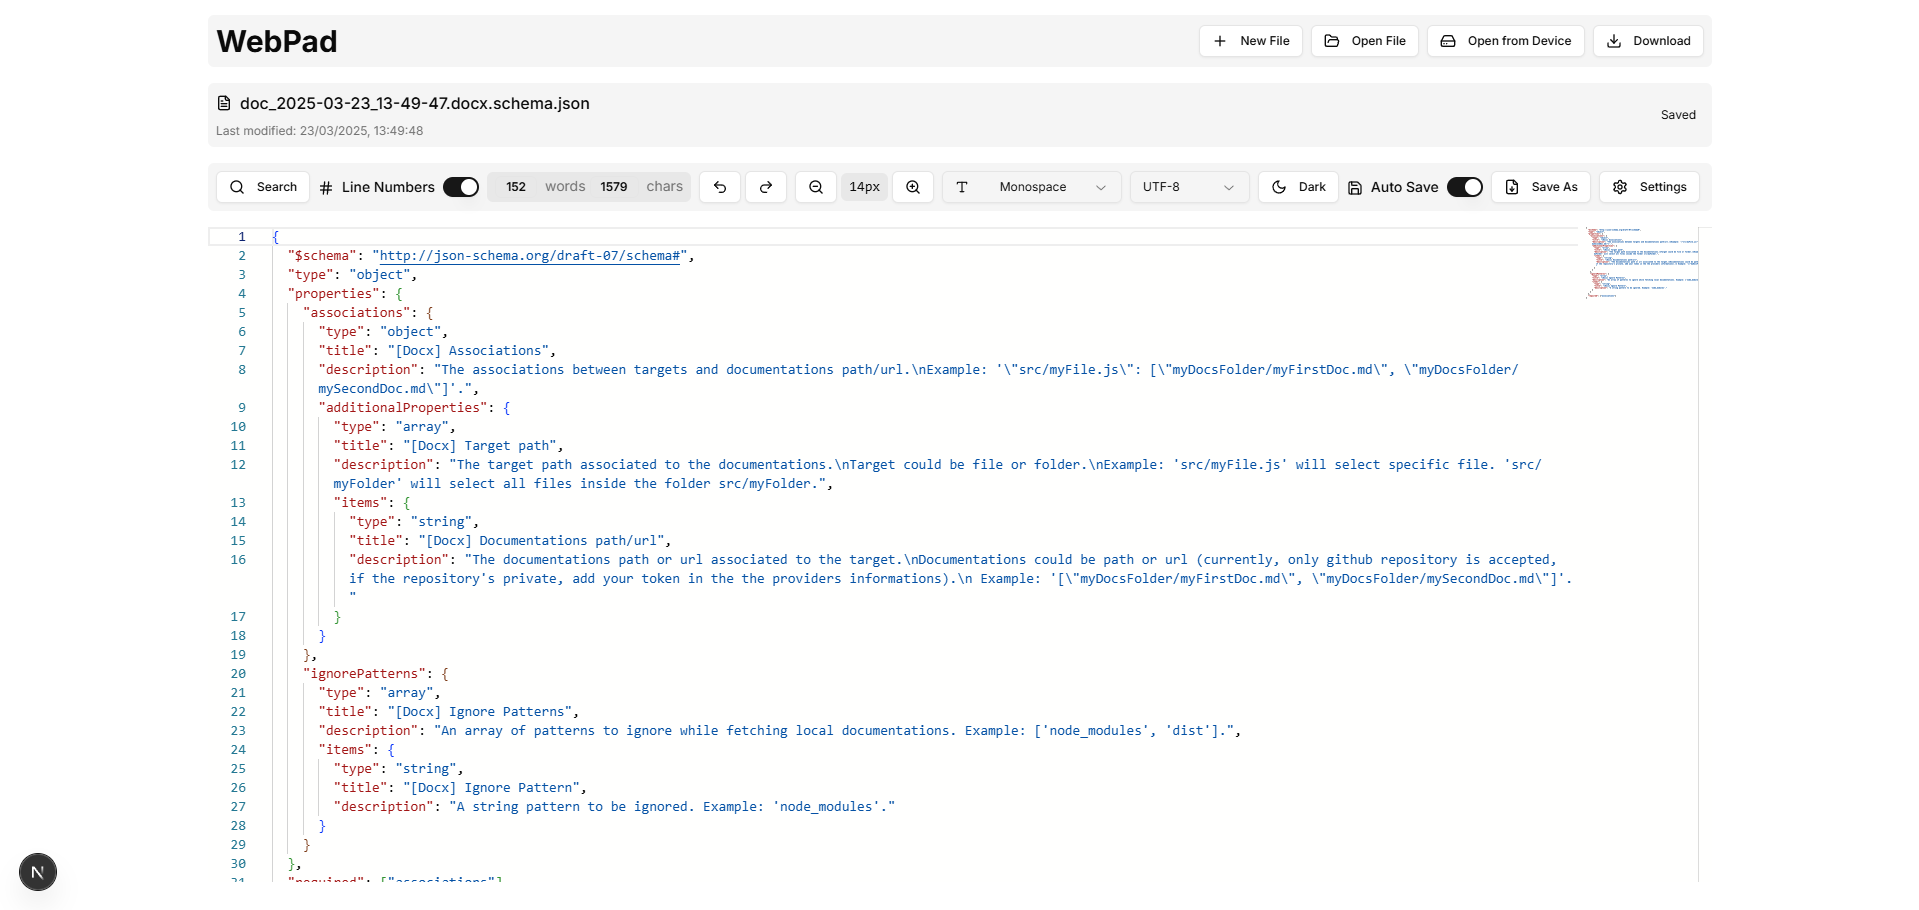 WebPad
New File
Open File
Open from Device
Download
doc_2025-03-23_13-49-47.docx.schema.json
Last modified: 23/03/2025, 13:49:48
Saved
Search
# Line Numbers
152 words 1579 chars
14px
T Monospace
UTF-8
Dark
Auto Save
Save As
Settings
1 {
2 "$schema": "http://json-schema.org/draft-07/schema#",
3 "type": "object",
4 "properties": {
5 "associations": {
6 "type": "object",
7 "title": "[Docx] Associations",
8 "description": "The associations between targets and documentations path/url.\nExample: '\"src/myFile.js\": [\"myDocsFolder/myFirstDoc.md\", \"myDocsFolder/
mySecondDoc.md\"]'.",
9 "additionalProperties": {
10 "type": "array",
11 "title": "[Docx] Target path",
12 "description": "The target path associated to the documentations.\nTarget could be file or folder.\nExample: 'src/myFile.js' will select specific file. 'src/
myFolder' will select all files inside the folder src/myFolder.",
13 "items": {
14 "type": "string",
15 "title": "[Docx] Documentations path/url",
16 "description": "The documentations path or url associated to the target.\nDocumentations could be path or url (currently, only github repository is accepted,
if the repository's private, add your token in the the providers informations).\n Example: '[\"myDocsFolder/myFirstDoc.md\", \"myDocsFolder/mySecondDoc.md\"]'.
"
17 }
18 }
19 },
20 "ignorePatterns": {
21 "type": "array",
22 "title": "[Docx] Ignore Patterns",
23 "description": "An array of patterns to ignore while fetching local documentations. Example: ['node_modules', 'dist'].",
24 "items": {
25 "type": "string",
26 "title": "[Docx] Ignore Pattern",
27 "description": "A string pattern to be ignored. Example: 'node_modules'."
28 }
29 }
30 },
31 "required": ["associations"]
N